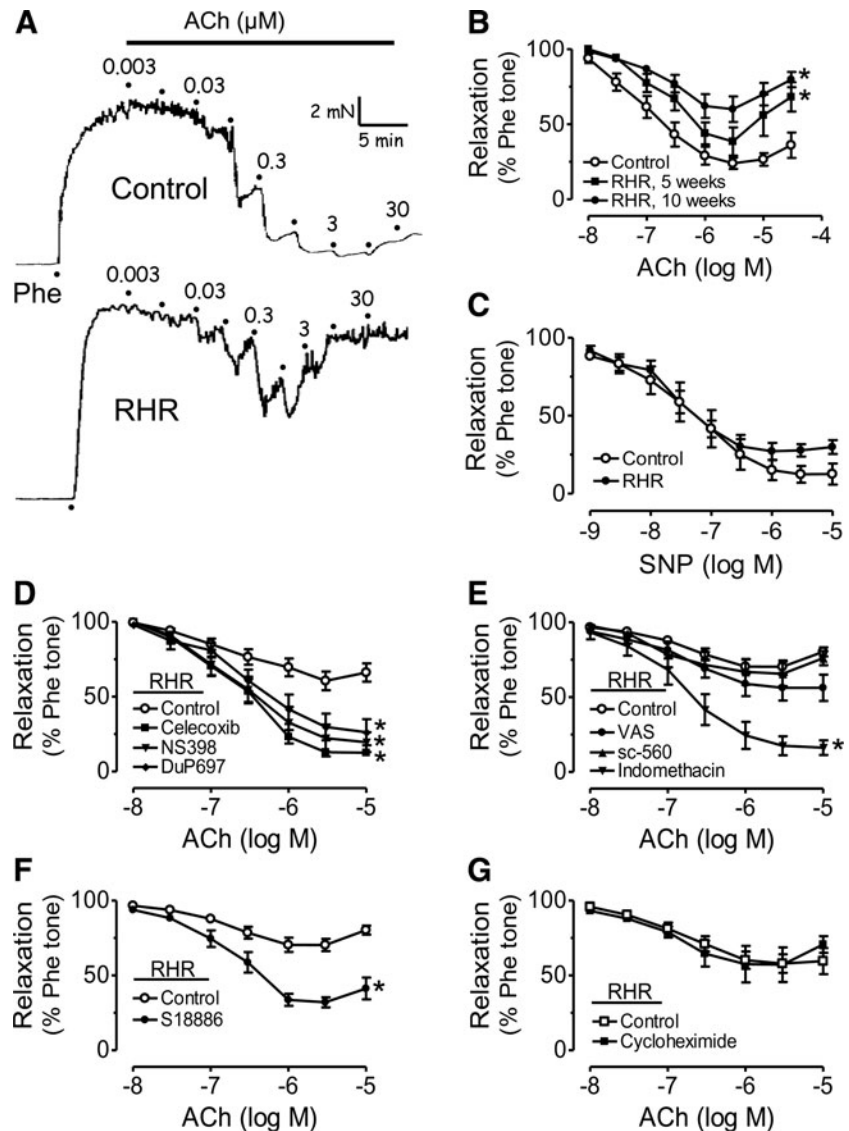 A
ACh (µM)
0.003
0.03
0.3
3
30
2 mN
5 min
Control
Phe
0.003
0.03
0.3
3
30
RHR
B
Relaxation
(% Phe tone)
100
50
0
Control
RHR, 5 weeks
RHR, 10 weeks
*
*
-8
-7
-6
-5
-4
ACh (log M)
C
Relaxation
(% Phe tone)
100
50
0
Control
RHR
-9
-8
-7
-6
-5
SNP (log M)
D
Relaxation
(% Phe tone)
100
50
0
RHR
Control
Celecoxib
NS398
DuP697
*
*
*
-8
-7
-6
-5
ACh (log M)
E
Relaxation
(% Phe tone)
100
50
0
RHR
Control
VAS
sc-560
Indomethacin
*
-8
-7
-6
-5
ACh (log M)
F
Relaxation
(% Phe tone)
100
50
0
RHR
Control
S18886
*
-8
-7
-6
-5
ACh (log M)
G
Relaxation
(% Phe tone)
100
50
0
RHR
Control
Cycloheximide
-8
-7
-6
-5
ACh (log M)